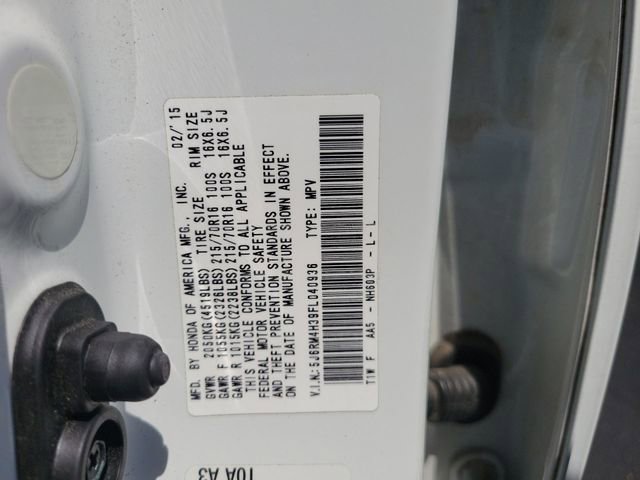 MFD. BY HONDA OF AMERICA MFG., INC. 02/'15
GVWR 2050KG(4519LBS) TIRE SIZE RIM SIZE
GAWR F 1055KG(2326LBS)215/70R16 100S 16X6.5J
GAWR R 1015KG(2238LBS)215/70R16 100S 16X6.5J
THIS VEHICLE CONFORMS TO ALL APPLICABLE
FEDERAL MOTOR VEHICLE SAFETY
AND THEFT PREVENTION STANDARDS IN EFFECT
ON THE DATE OF MANUFACTURE SHOWN ABOVE.
V.I.N.:5J6RM4H39FL040936 TYPE: MPV
TIW F AA5 - NH603P - L - L
T0A A3